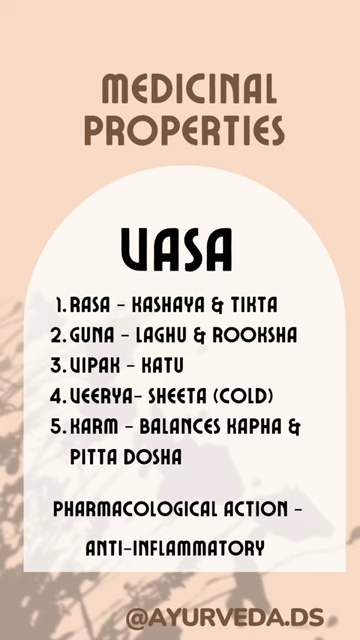 MEDICINAL
PROPERTIES
VASA
1. RASA - KASHAYA & TIKTA
2. GUNA - LAGHU & ROOKSHA
3. VIPAK - KATU
4. VEERYA- SHEETA (COLD)
5. KARM - BALANCES KAPHA &
PITTA DOSHA
PHARMACOLOGICAL ACTION -
ANTI-INFLAMMATORY
@AYURVEDA.DS